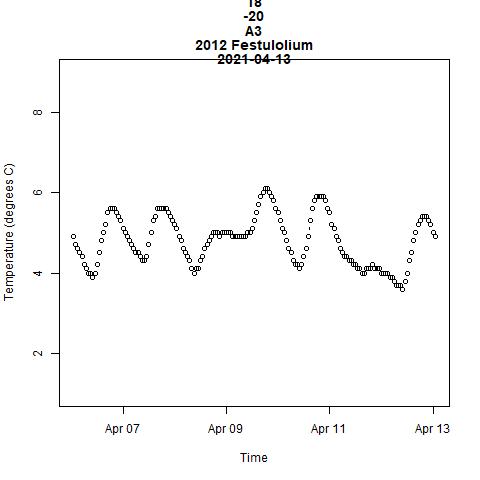 18
-20
A3
2012 Festulolium
2021-04-13
Temperature (degrees C)
8
6
4
2
Apr 07 Apr 09 Apr 11 Apr 13
Time